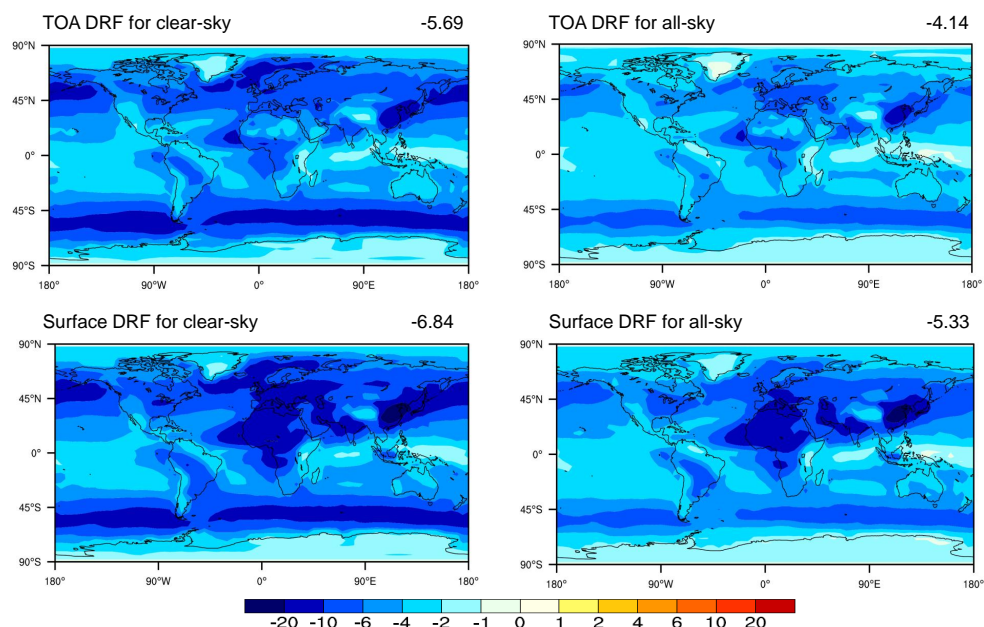 TOA DRF for clear-sky -5.69
TOA DRF for all-sky -4.14
90°N
45°N
0°
45°S
90°S
180° 90°W 0° 90°E 180°
90°N
45°N
0°
45°S
90°S
180° 90°W 0° 90°E 180°
Surface DRF for clear-sky -6.84
Surface DRF for all-sky -5.33
90°N
45°N
0°
45°S
90°S
180° 90°W 0° 90°E 180°
90°N
45°N
0°
45°S
90°S
180° 90°W 0° 90°E 180°
-20 -10 -6 -4 -2 -1 0 1 2 4 6 10 20